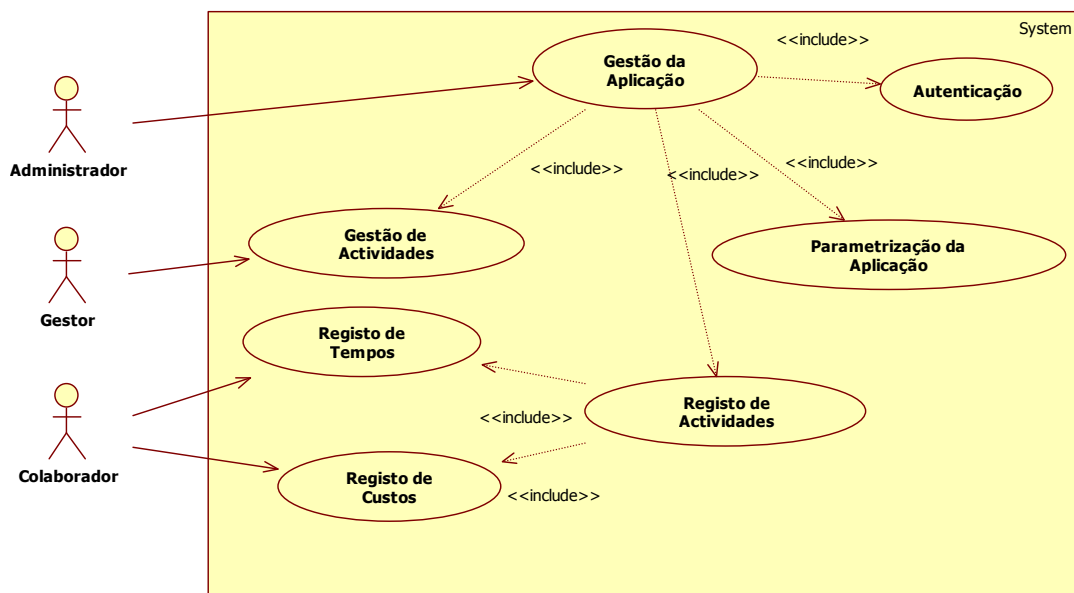 System
<<include>>
Gestão da
Aplicação
Autenticação
Administrador
<<include>>
<<include>>
<<include>>
Gestão de
Actividades
Parametrização da
Aplicação
Gestor
Registo de
Tempos
Registo de
Actividades
<<include>>
Colaborador
Registo de
Custos
<<include>>